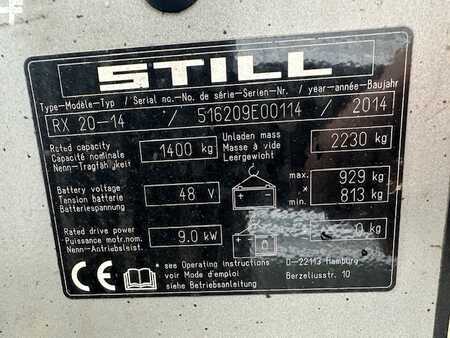 STILL
Type-Modèle-Typ / Serial no.-No. de série-Serien-Nr. / year-année-Baujahr
RX 20-14 / 516209E00114 / 2014
Rated capacity
Capacité nominale
Nenn-Tragfähigkeit
1400 kg
Unladen mass
Masse à vide
Leergewicht
2230 kg
Battery voltage
Tension batterie
Batteriespannung
48 V
max. 929 kg
x
min. 813 kg
Rated drive power
Puissance motr.nom.
Nenn-Antriebsleist.
9.0 kW
0 kg
CE
* see Operating instructions
voir Mode d'emploi
siehe Betriebsanleitung
D-22113 Hamburg
Berzeliusstr. 10